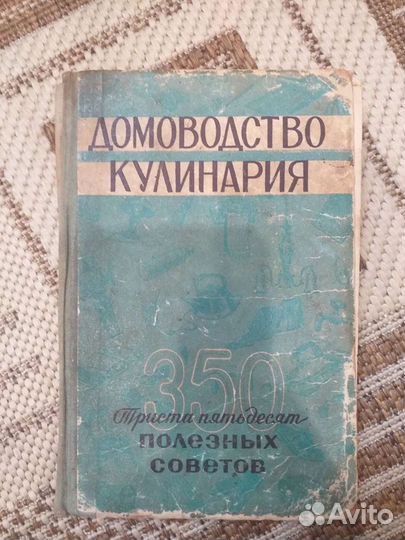 ДОМОВОДСТВО
КУЛИНАРИЯ
350
Триста пятьдесят
полезных
советов
Avito